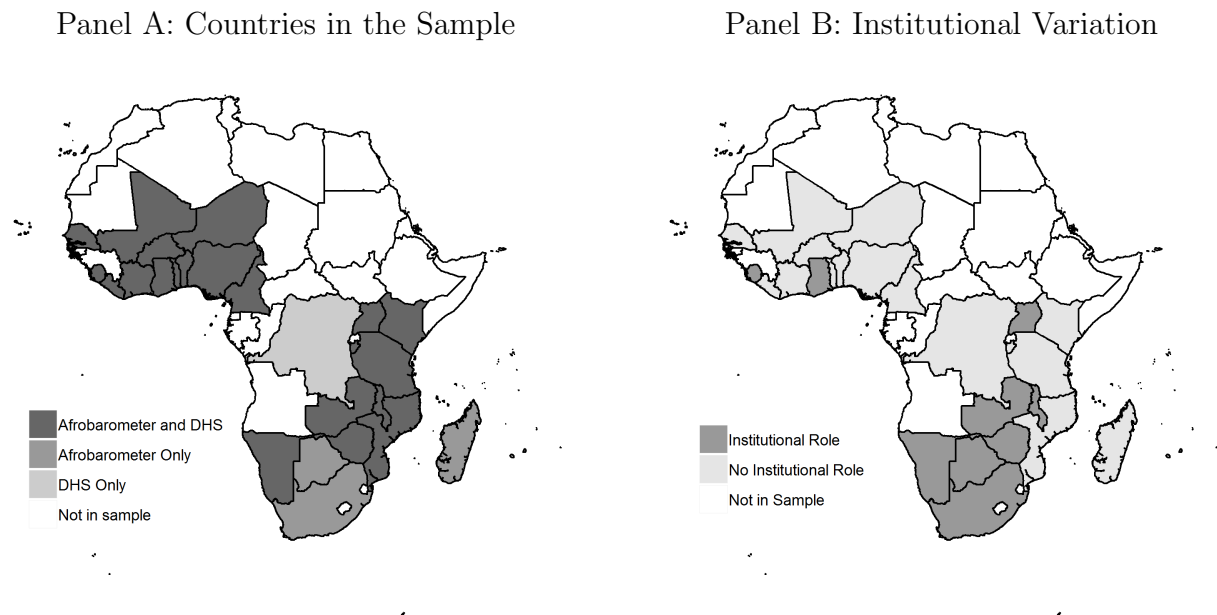 Panel A: Countries in the Sample
Panel B: Institutional Variation
Afrobarometer and DHS
Afrobarometer Only
DHS Only
Not in sample
Institutional Role
No Institutional Role
Not in Sample